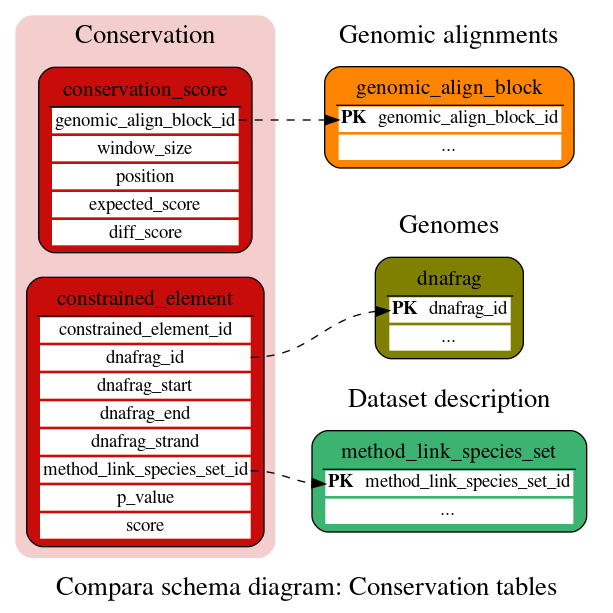 Conservation
conservation_score
genomic_align_block_id
window_size
position
expected_score
diff_score
constrained_element
constrained_element_id
dnafrag_id
dnafrag_start
dnafrag_end
dnafrag_strand
method_link_species_set_id
p_value
score
Genomic alignments
genomic_align_block
PK genomic_align_block_id
...
Genomes
dnafrag
PK dnafrag_id
...
Dataset description
method_link_species_set
PK method_link_species_set_id
...
Compara schema diagram: Conservation tables